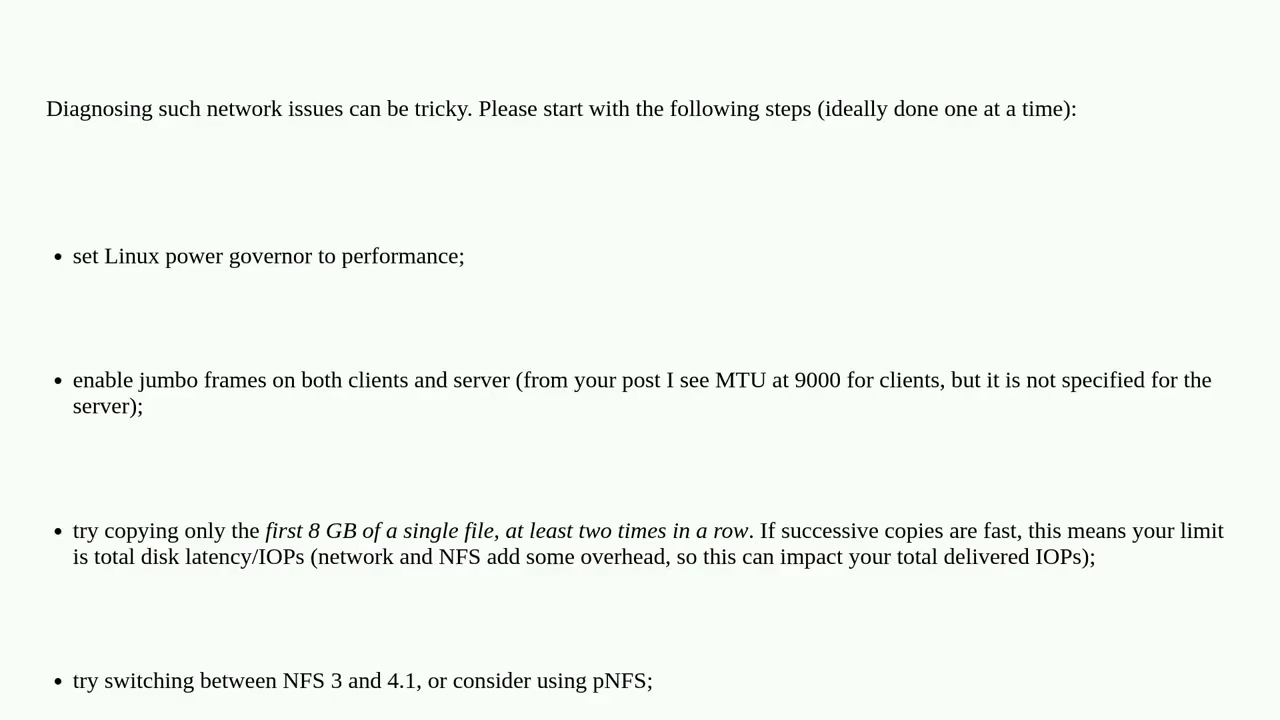 Diagnosing such network issues can be tricky. Please start with the following steps (ideally done one at a time):
• set Linux power governor to performance;
• enable jumbo frames on both clients and server (from your post I see MTU at 9000 for clients, but it is not specified for the
server);
• try copying only the first 8 GB of a single file, at least two times in a row. If successive copies are fast, this means your limit
is total disk latency/IOPs (network and NFS add some overhead, so this can impact your total delivered IOPs);
• try switching between NFS 3 and 4.1, or consider using pNFS;